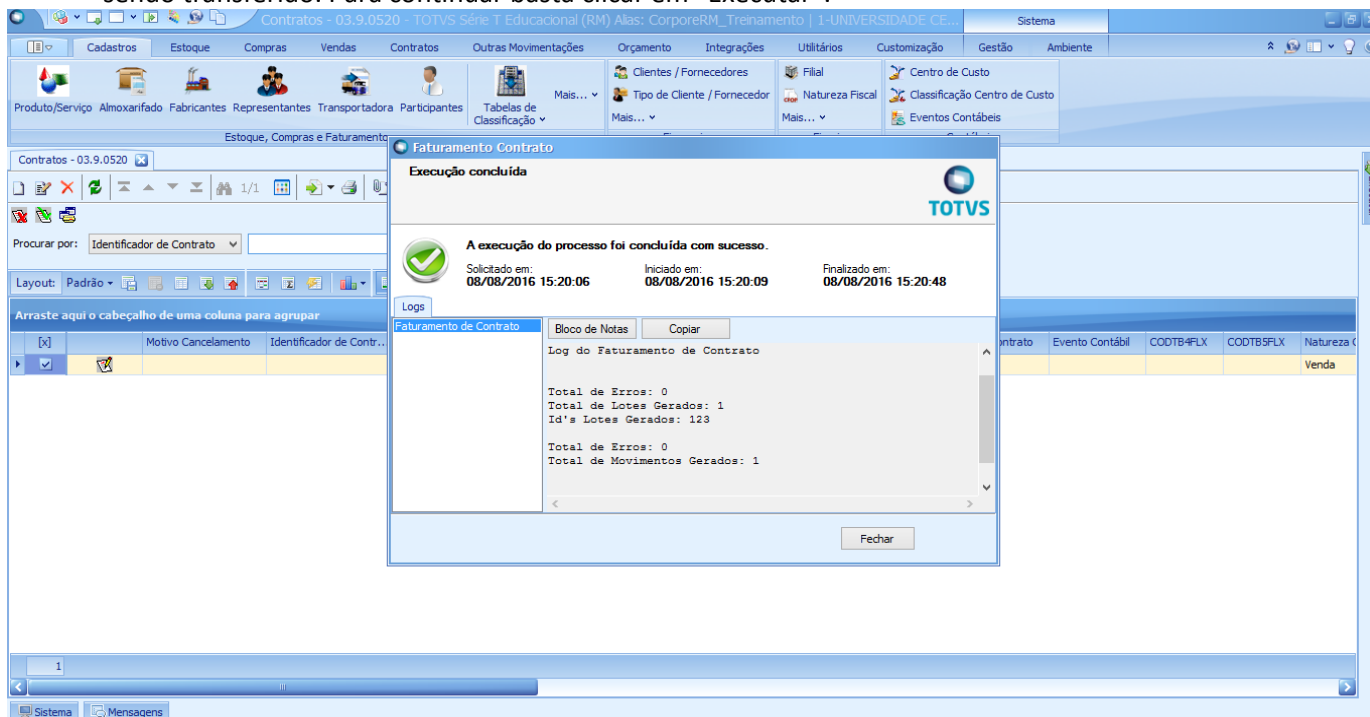 sendo transferido. Para continuar basta clicar em "Executar".
Contratos - 03.9.0520 - TOTVS Série T Educacional (RM) Alias: CorporeRM_Treinamento | 1-UNIVERSIDADE CE...
Sistema
Cadastros Estoque Compras Vendas Contratos Outras Movimentações Orçamento Integrações Utilitários Customização Gestão Ambiente
Clientes / Fornecedores Filial Centro de Custo
Produto/Serviço Almoxarifado Fabricantes Representantes Transportadora Participantes Tabelas de Classificação Mais... Tipo de Cliente / Fornecedor Natureza Fiscal Classificação Centro de Custo
Mais... Mais... Eventos Contábeis
Estoque, Compras e Faturamento
Contratos - 03.9.0520
1/1
Procurar por: Identificador de Contrato
Layout: Padrão
Arraste aqui o cabeçalho de uma coluna para agrupar
[x] Motivo Cancelamento Identificador de Contr... ontrato Evento Contábil CODTB4FLX CODTB5FLX Natureza
Venda
Faturamento Contrato
Execução concluída
TOTVS
A execução do processo foi concluída com sucesso.
Solicitado em: Iniciado em: Finalizado em:
08/08/2016 15:20:06 08/08/2016 15:20:09 08/08/2016 15:20:48
Logs
Faturamento de Contrato
Bloco de Notas Copiar
Log do Faturamento de Contrato
Total de Erros: 0
Total de Lotes Gerados: 1
Id's Lotes Gerados: 123
Total de Erros: 0
Total de Movimentos Gerados: 1
Fechar
1
Sistema Mensagens